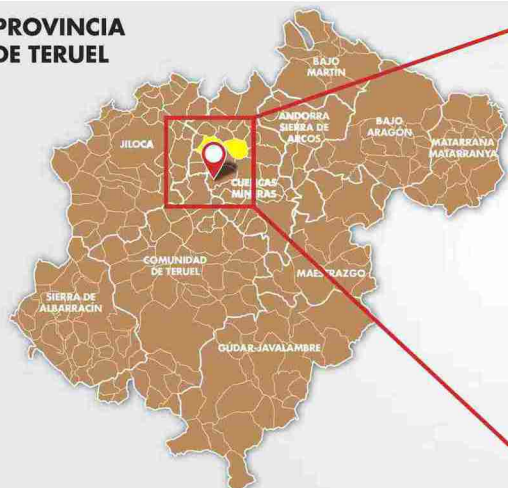 PROVINCIA
DE TERUEL
BAJO
MARTÍN
ANDORRA
SIERRA DE
ARCOS
BAJO
ARAGÓN
MATARRAÑA
MATARRANYA
JILOCA
CUENCAS
MINERAS
COMUNIDAD
DE TERUEL
MAESTRAZGO
SIERRA DE
ALBARRACÍN
GÚDAR-JAVALAMBRE